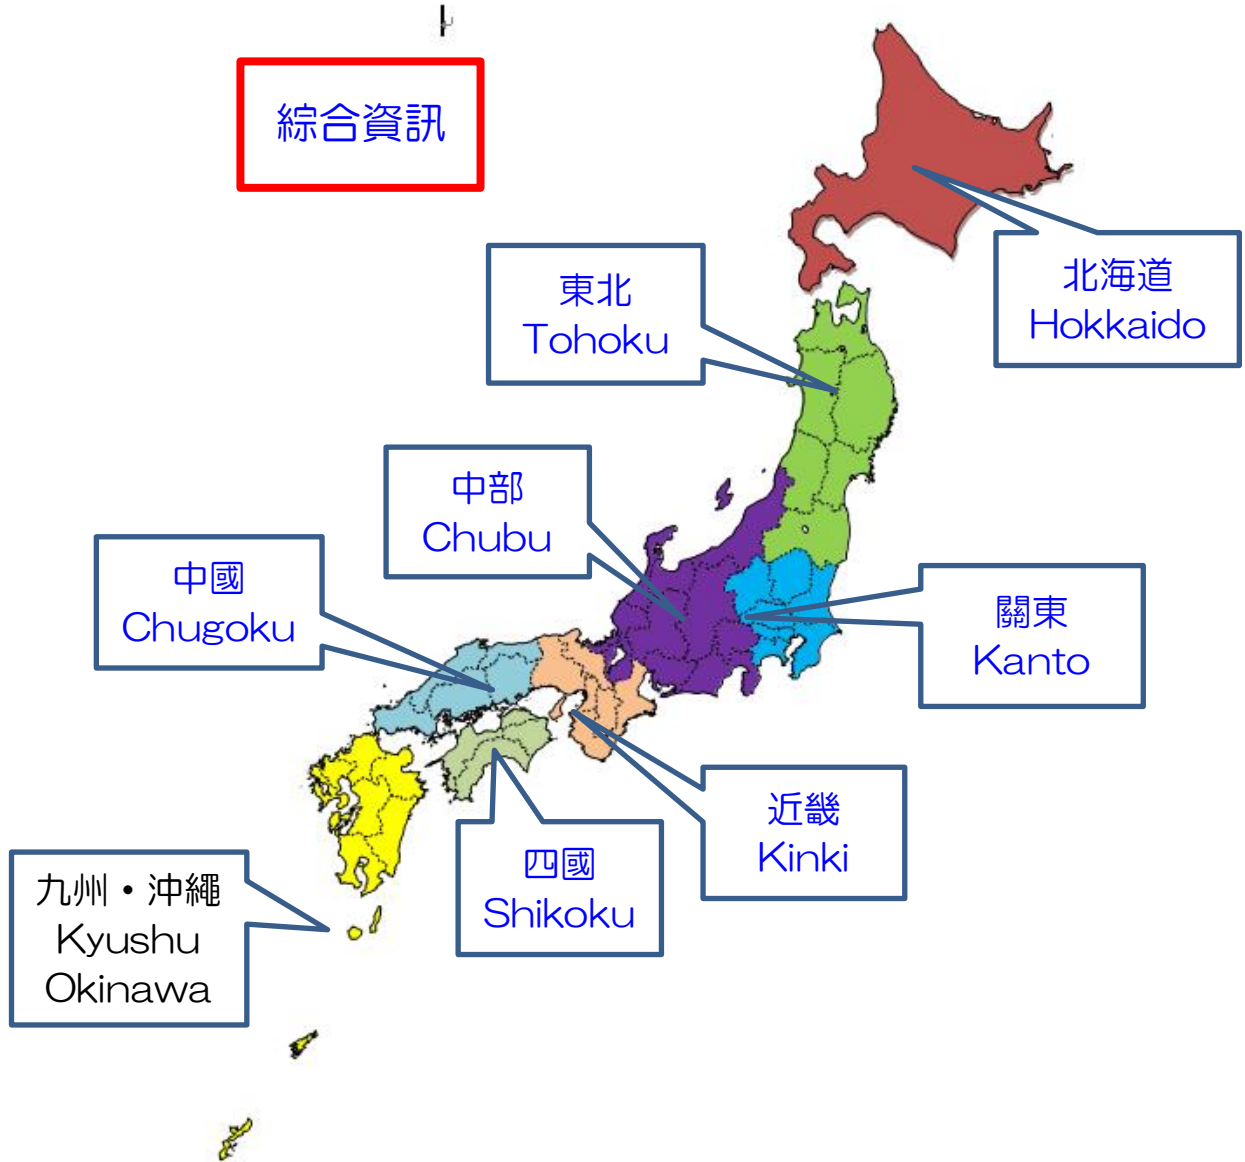 綜合資訊
北海道
Hokkaido
東北
Tohoku
中部
Chubu
中國
Chugoku
關東
Kanto
近畿
Kinki
四國
Shikoku
九州・沖繩
Kyushu
Okinawa